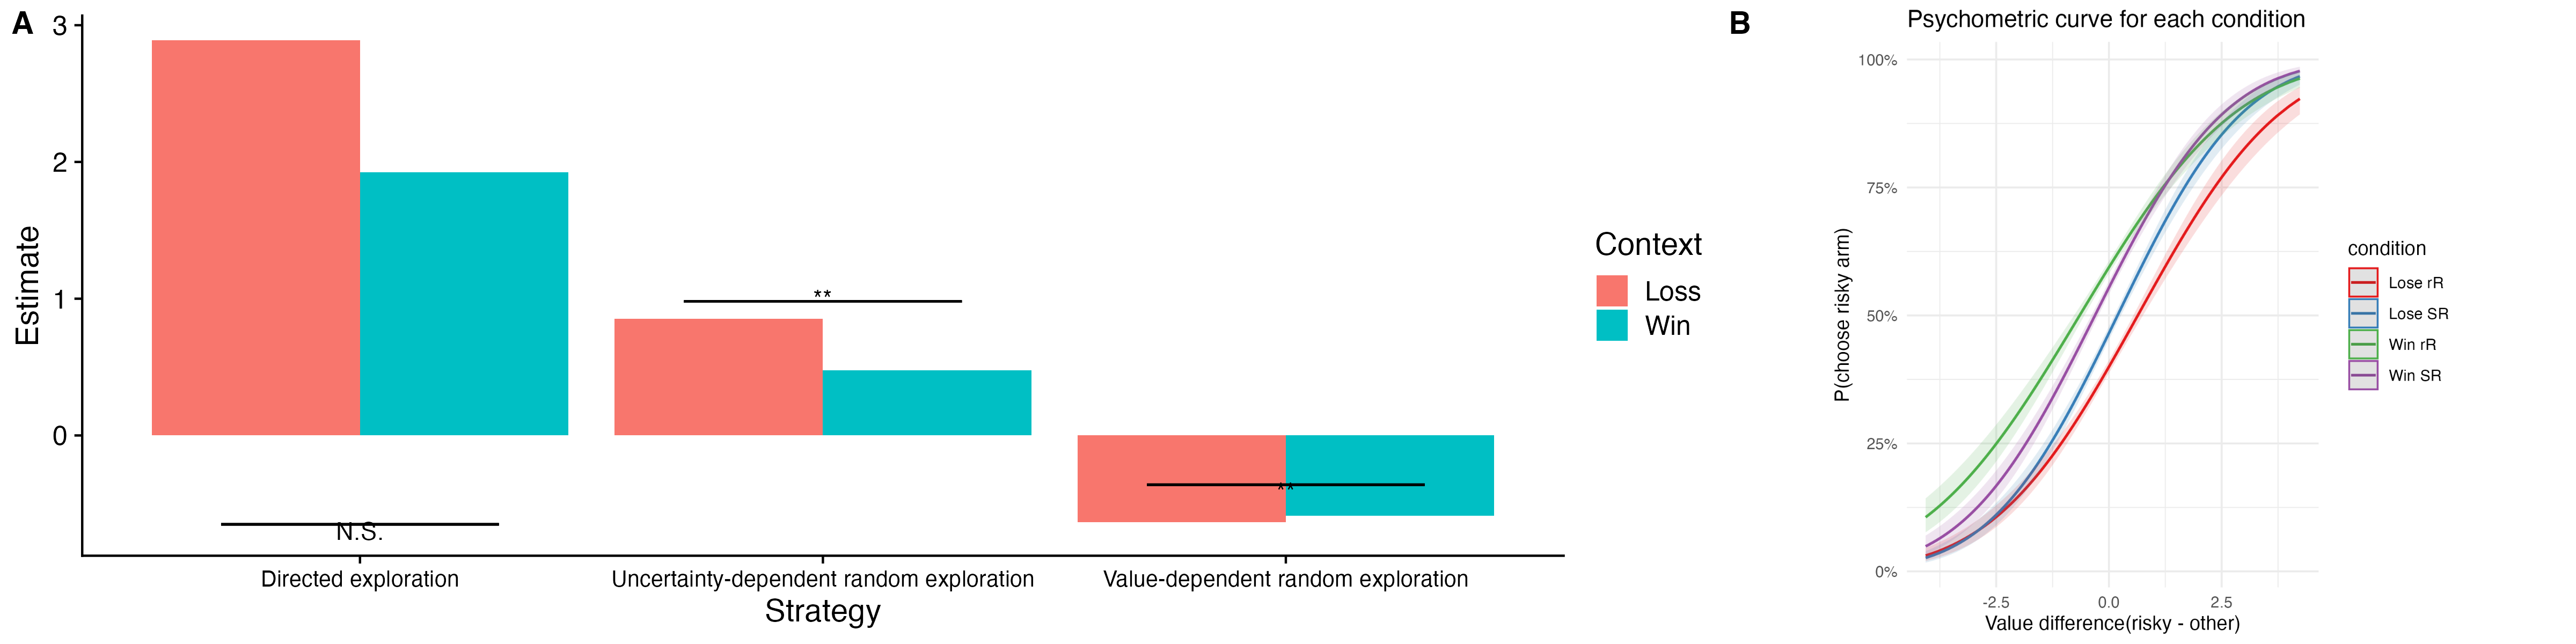 A
3
2
1
0
Estimate
**
N.S.
**
Directed exploration
Uncertainty-dependent random exploration
Value-dependent random exploration
Strategy
Context
Loss
Win
B
Psychometric curve for each condition
100%
75%
50%
25%
0%
P(choose risky arm)
-2.5
0.0
2.5
Value difference(risky - other)
condition
Lose rR
Lose SR
Win rR
Win SR